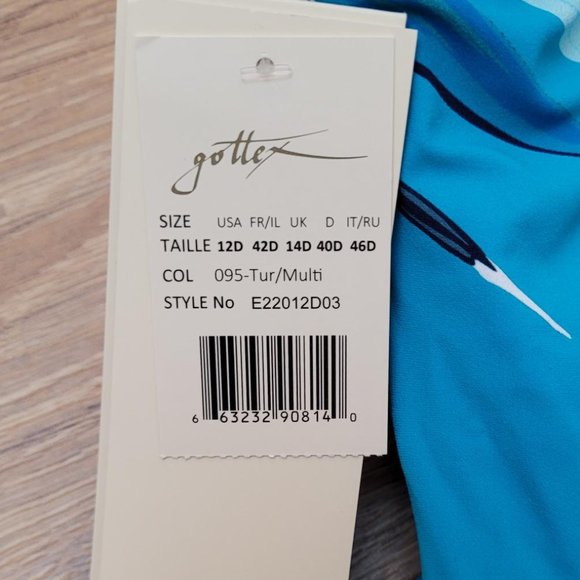 gottex
SIZE USA FR/IL UK D IT/RU
TAILLE 12D 42D 14D 40D 46D
COL 095-Tur/Multi
STYLE No E22012D03
6 63232 90814 0